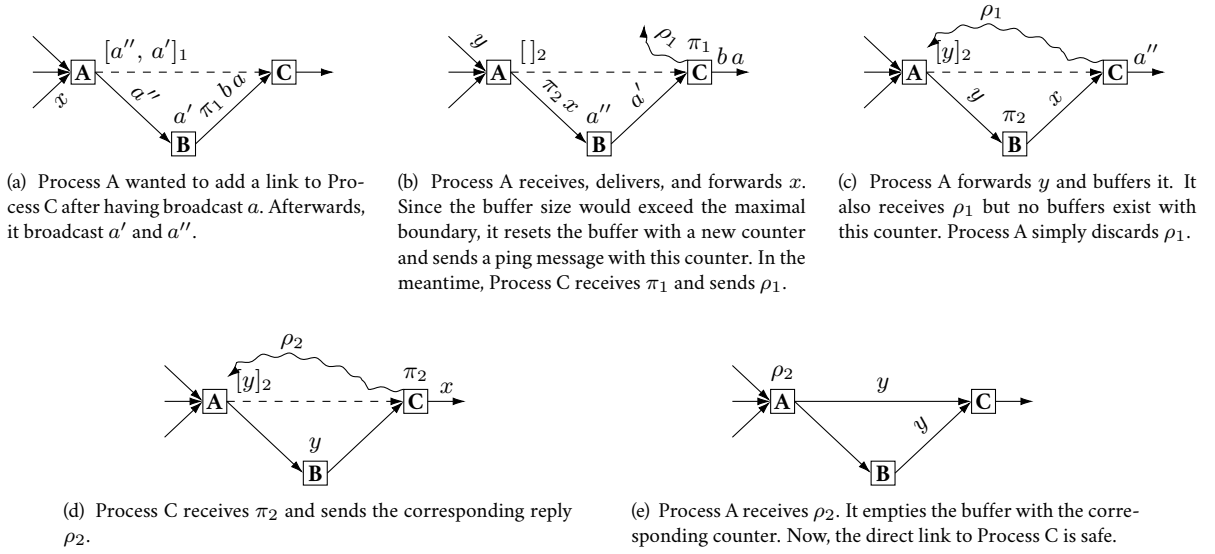 [a″, a′]₁
A
C
x
a″
a′
π₁ b a
B
(a) Process A wanted to add a link to Pro-
cess C after having broadcast a. Afterwards,
it broadcast a′ and a″.
y
[ ]₂
ρ₁
π₁
b a
A
C
π₂ x
a″
a′
B
(b) Process A receives, delivers, and forwards x.
Since the buffer size would exceed the maximal
boundary, it resets the buffer with a new counter
and sends a ping message with this counter. In the
meantime, Process C receives π₁ and sends ρ₁.
ρ₁
[y]₂
a″
A
C
y
π₂
x
B
(c) Process A forwards y and buffers it. It
also receives ρ₁ but no buffers exist with
this counter. Process A simply discards ρ₁.
ρ₂
[y]₂
π₂
x
A
C
y
B
(d) Process C receives π₂ and sends the corresponding reply
ρ₂.
ρ₂
y
A
C
y
B
(e) Process A receives ρ₂. It empties the buffer with the corre-
sponding counter. Now, the direct link to Process C is safe.